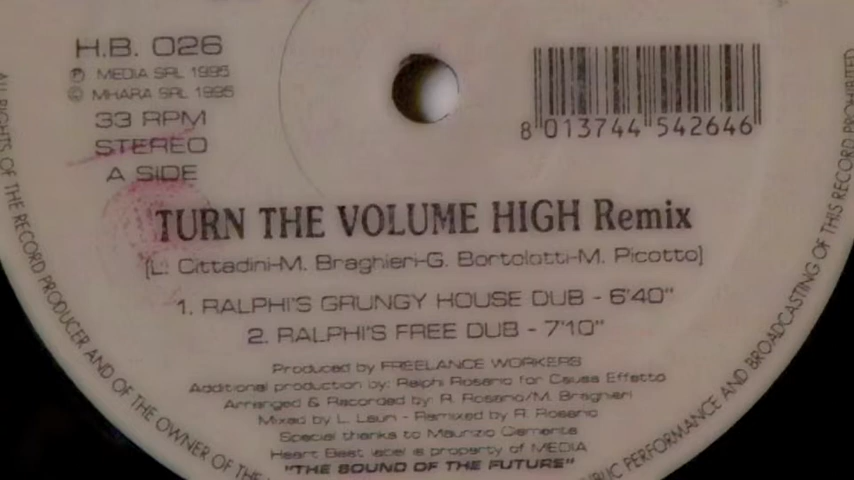 H.B. 026
℗ MEDIA SRL 1995
© MHARA SRL 1995
33 RPM
STEREO
A SIDE
8 013744 542646
TURN THE VOLUME HIGH Remix
(L. Cittadini-M. Braghieri-G. Bortolotti-M. Picotto)
1. RALPHI'S GRUNGY HOUSE DUB - 6'40"
2. RALPHI'S FREE DUB - 7'10"
Produced by FREELANCE WORKERS
Additional production by: Ralphi Rosario for Causa Effetto
Arranged & Recorded by: R. Rosario/M. Braghieri
Mixed by L. Lauri - Remixed by R. Rosario
Special thanks to Maurizio Clemente
Heart Beat label is property of MEDIA
"THE SOUND OF THE FUTURE"
ALL RIGHTS OF THE RECORD PRODUCER AND OF THE OWNER OF THE
PUBLIC PERFORMANCE AND BROADCASTING OF THIS RECORD PROHIBITED